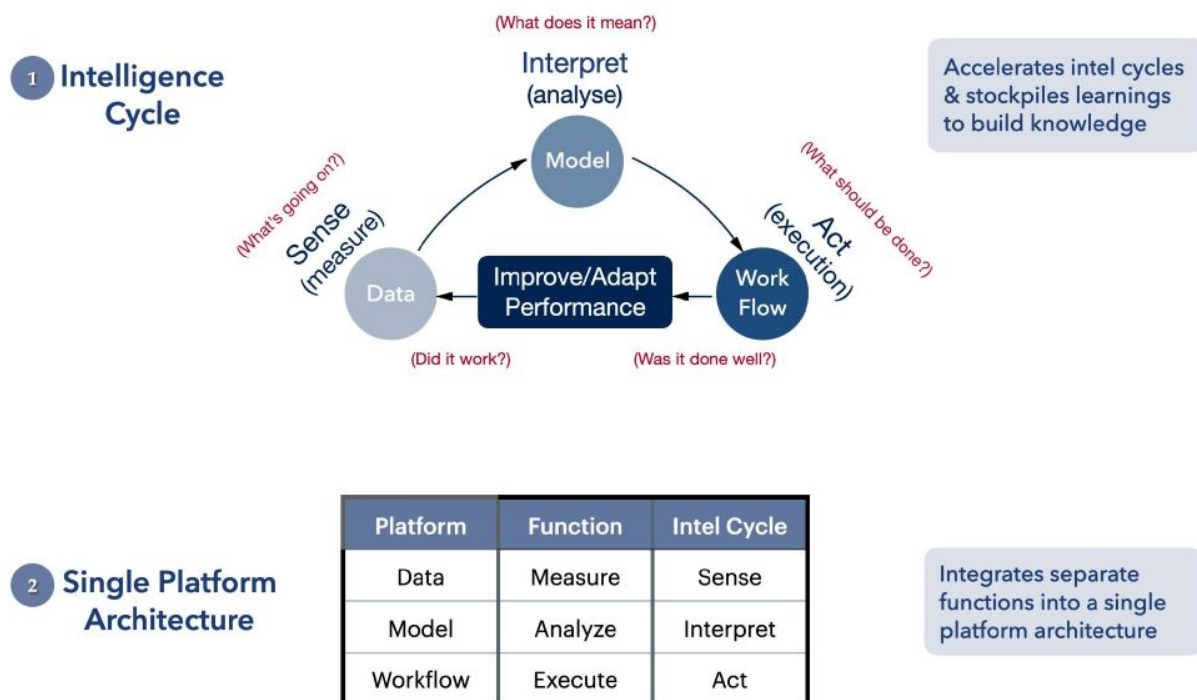 (What does it mean?)
1
Intelligence
Cycle
Interpret
(analyse)
Model
(What's going on?)
Sense
(measure)
Data
(What should be done?)
Act
(execution)
Work
Flow
Improve/Adapt
Performance
(Did it work?)
(Was it done well?)
Accelerates intel cycles
& stockpiles learnings
to build knowledge
2
Single Platform
Architecture
Platform Function Intel Cycle
Data Measure Sense
Model Analyze Interpret
Workflow Execute Act
Integrates separate
functions into a single
platform architecture